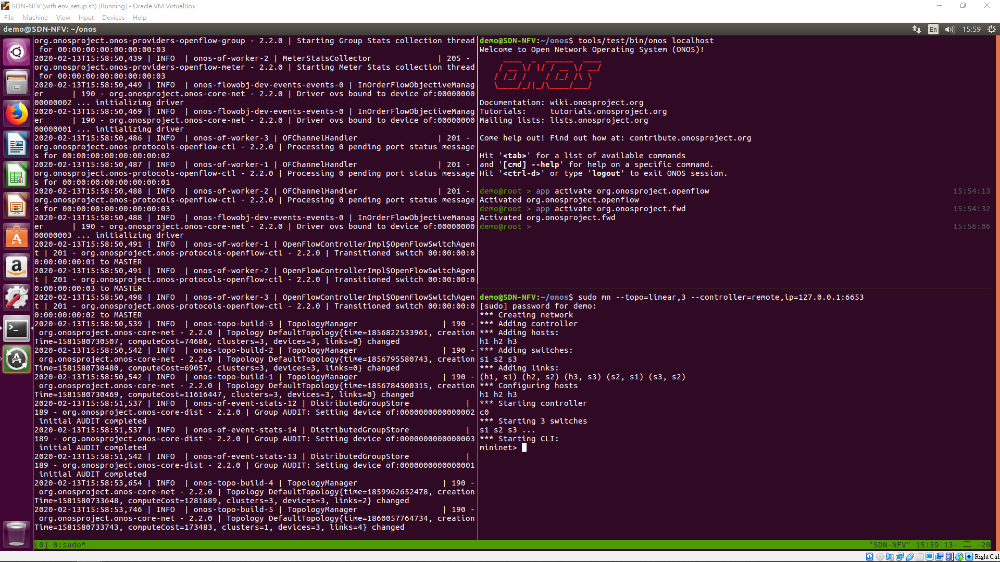 SDN-NFV (with env_setup.sh) [Running] - Oracle VM VirtualBox
File Machine View Input Devices Help
demo@SDN-NFV: ~/onos
En 15:59
org.onosproject.onos-providers-openflow-group - 2.2.0 | Starting Group Stats collection thread
for 00:00:00:00:00:00:00:03
2020-02-13T15:58:50,439 | INFO  | onos-of-worker-2 | MeterStatsCollector | 205 -
org.onosproject.onos-providers-openflow-meter - 2.2.0 | Starting Meter Stats collection thread
for 00:00:00:00:00:00:00:03
2020-02-13T15:58:50,449 | INFO  | onos-flowobj-dev-events-events-0 | InOrderFlowObjectiveManag
er | 190 - org.onosproject.onos-core-net - 2.2.0 | Driver ovs bound to device of:00000000
00000002 ... initializing driver
2020-02-13T15:58:50,469 | INFO  | onos-flowobj-dev-events-events-0 | InOrderFlowObjectiveManag
er | 190 - org.onosproject.onos-core-net - 2.2.0 | Driver ovs bound to device of:00000000
00000001 ... initializing driver
2020-02-13T15:58:50,486 | INFO  | onos-of-worker-3 | OFChannelHandler | 201 -
org.onosproject.onos-protocols-openflow-ctl - 2.2.0 | Processing 0 pending port status message
s for 00:00:00:00:00:00:00:02
2020-02-13T15:58:50,487 | INFO  | onos-of-worker-1 | OFChannelHandler | 201 -
org.onosproject.onos-protocols-openflow-ctl - 2.2.0 | Processing 0 pending port status message
s for 00:00:00:00:00:00:00:01
2020-02-13T15:58:50,488 | INFO  | onos-of-worker-2 | OFChannelHandler | 201 -
org.onosproject.onos-protocols-openflow-ctl - 2.2.0 | Processing 0 pending port status message
s for 00:00:00:00:00:00:00:03
2020-02-13T15:58:50,488 | INFO  | onos-flowobj-dev-events-events-0 | InOrderFlowObjectiveManag
er | 190 - org.onosproject.onos-core-net - 2.2.0 | Driver ovs bound to device of:00000000
00000003 ... initializing driver
2020-02-13T15:58:50,491 | INFO  | onos-of-worker-1 | OpenFlowControllerImpl$OpenFlowSwitchAgen
t | 201 - org.onosproject.onos-protocols-openflow-ctl - 2.2.0 | Transitioned switch 00:00:00:0
0:00:00:00:01 to MASTER
2020-02-13T15:58:50,491 | INFO  | onos-of-worker-2 | OpenFlowControllerImpl$OpenFlowSwitchAgen
t | 201 - org.onosproject.onos-protocols-openflow-ctl - 2.2.0 | Transitioned switch 00:00:00:0
0:00:00:00:03 to MASTER
2020-02-13T15:58:50,498 | INFO  | onos-of-worker-3 | OpenFlowControllerImpl$OpenFlowSwitchAgen
t | 201 - org.onosproject.onos-protocols-openflow-ctl - 2.2.0 | Transitioned switch 00:00:00:0
0:00:00:00:02 to MASTER
2020-02-13T15:58:50,539 | INFO  | onos-topo-build-3 | TopologyManager | 190 -
org.onosproject.onos-core-net - 2.2.0 | Topology DefaultTopology{time=1856822533961, creation
Time=1581580730507, computeCost=74686, clusters=3, devices=3, links=0} changed
2020-02-13T15:58:50,542 | INFO  | onos-topo-build-2 | TopologyManager | 190 -
org.onosproject.onos-core-net - 2.2.0 | Topology DefaultTopology{time=1856795580743, creation
Time=1581580730480, computeCost=69057, clusters=3, devices=3, links=0} changed
2020-02-13T15:58:50,542 | INFO  | onos-topo-build-1 | TopologyManager | 190 -
org.onosproject.onos-core-net - 2.2.0 | Topology DefaultTopology{time=1856784500315, creation
Time=1581580730469, computeCost=11616447, clusters=3, devices=3, links=0} changed
2020-02-13T15:58:51,537 | INFO  | onos-of-event-stats-12 | DistributedGroupStore |
189 - org.onosproject.onos-core-dist - 2.2.0 | Group AUDIT: Setting device of:0000000000000002
initial AUDIT completed
2020-02-13T15:58:51,537 | INFO  | onos-of-event-stats-14 | DistributedGroupStore |
189 - org.onosproject.onos-core-dist - 2.2.0 | Group AUDIT: Setting device of:0000000000000003
initial AUDIT completed
2020-02-13T15:58:51,542 | INFO  | onos-of-event-stats-13 | DistributedGroupStore |
189 - org.onosproject.onos-core-dist - 2.2.0 | Group AUDIT: Setting device of:0000000000000001
initial AUDIT completed
2020-02-13T15:58:53,654 | INFO  | onos-topo-build-4 | TopologyManager | 190 -
org.onosproject.onos-core-net - 2.2.0 | Topology DefaultTopology{time=1859962652478, creation
Time=1581580733648, computeCost=1281689, clusters=3, devices=3, links=2} changed
2020-02-13T15:58:53,746 | INFO  | onos-topo-build-5 | TopologyManager | 190 -
org.onosproject.onos-core-net - 2.2.0 | Topology DefaultTopology{time=1860057764734, creation
Time=1581580733743, computeCost=173483, clusters=1, devices=3, links=4} changed
demo@SDN-NFV:~/onos$ tools/test/bin/onos localhost
Welcome to Open Network Operating System (ONOS)!
onos
Documentation: wiki.onosproject.org
Tutorials: tutorials.onosproject.org
Mailing lists: lists.onosproject.org
Come help out! Find out how at: contribute.onosproject.org
Hit '<tab>' for a list of available commands
and '[cmd] --help' for help on a specific command.
Hit '<ctrl-d>' or type 'logout' to exit ONOS session.
demo@root > app activate org.onosproject.openflow 15:54:13
Activated org.onosproject.openflow
demo@root > app activate org.onosproject.fwd 15:54:32
Activated org.onosproject.fwd
demo@root > 15:56:06
demo@SDN-NFV:~/onos$ sudo mn --topo=linear,3 --controller=remote,ip=127.0.0.1:6653
[sudo] password for demo:
*** Creating network
*** Adding controller
*** Adding hosts:
h1 h2 h3
*** Adding switches:
s1 s2 s3
*** Adding links:
(h1, s1) (h2, s2) (h3, s3) (s2, s1) (s3, s2)
*** Configuring hosts
h1 h2 h3
*** Starting controller
c0
*** Starting 3 switches
s1 s2 s3 ...
*** Starting CLI:
mininet>
[0] 0:sudo*
"SDN-NFV" 15:59 13- 二 -20
Right Ctrl